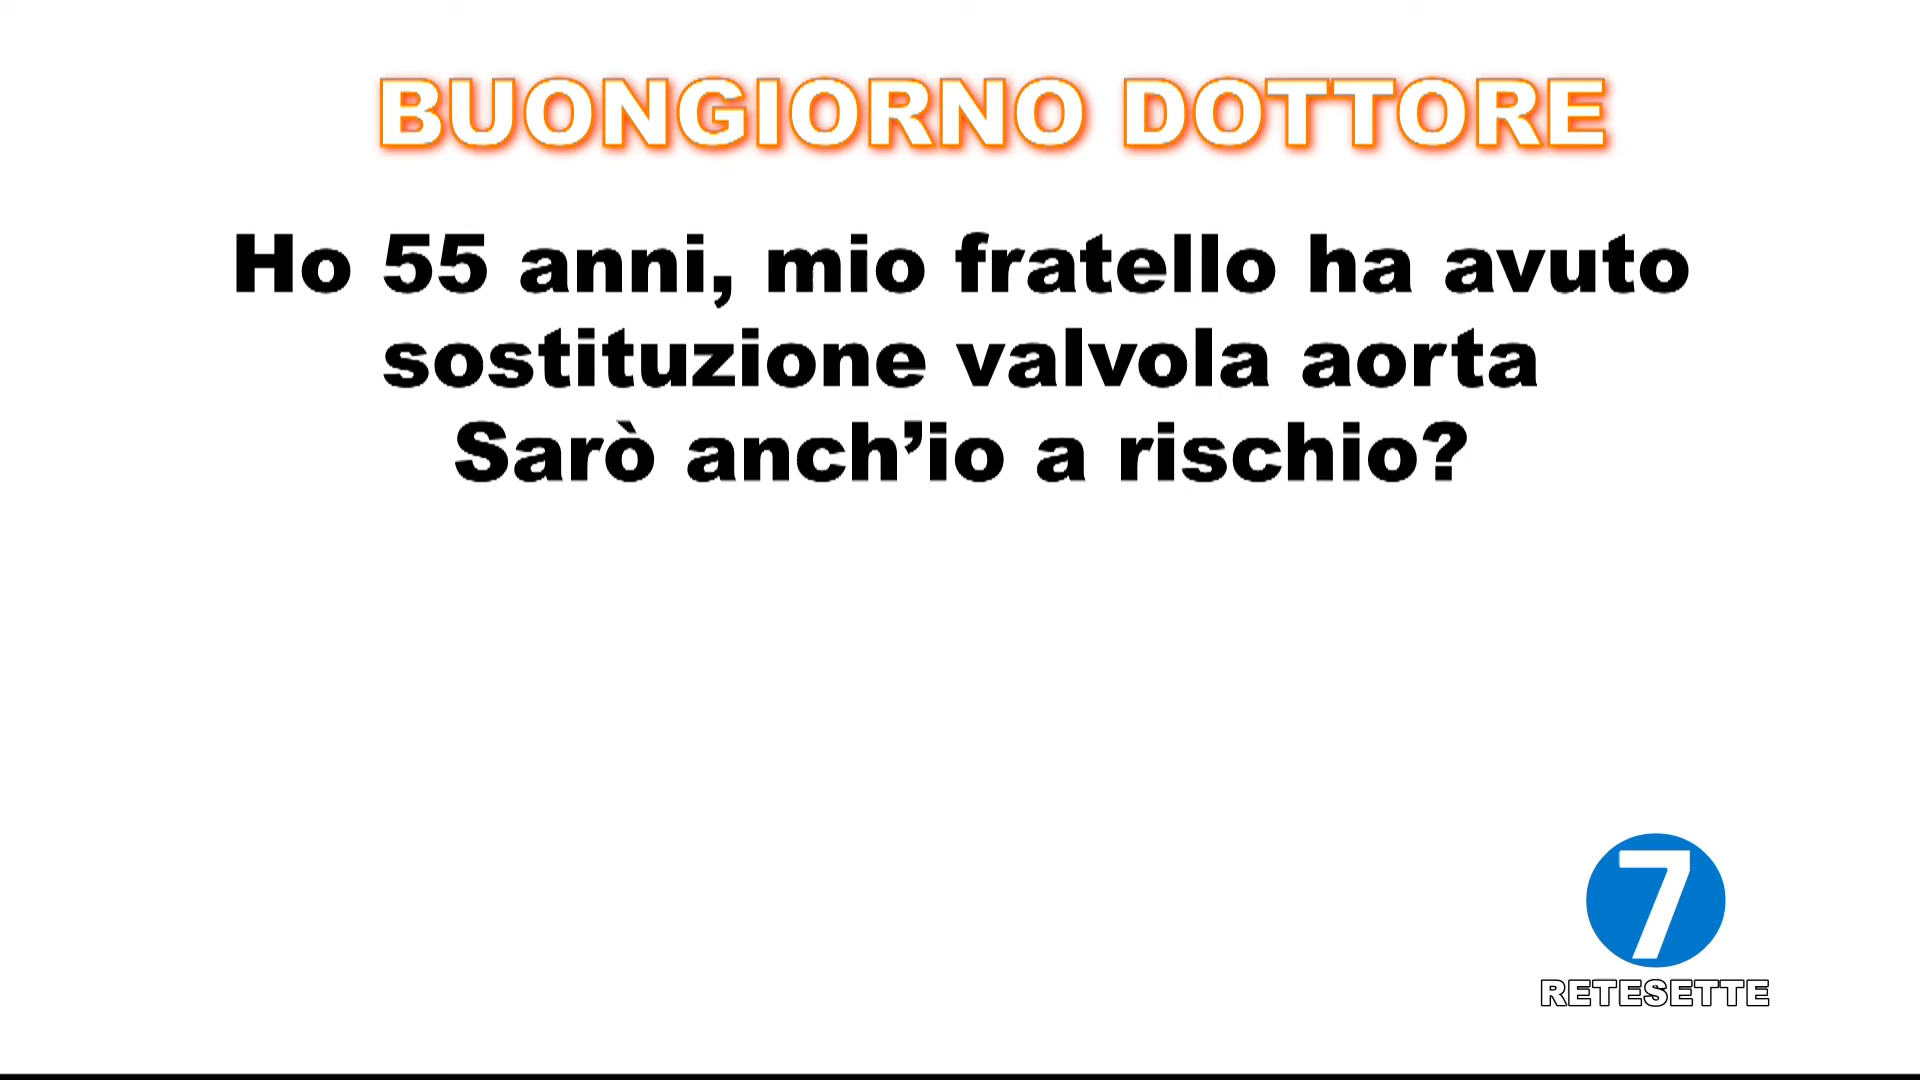 BUONGIORNO DOTTORE
Ho 55 anni, mio fratello ha avuto
sostituzione valvola aorta
Sarò anch’io a rischio?
7
RETESETTE